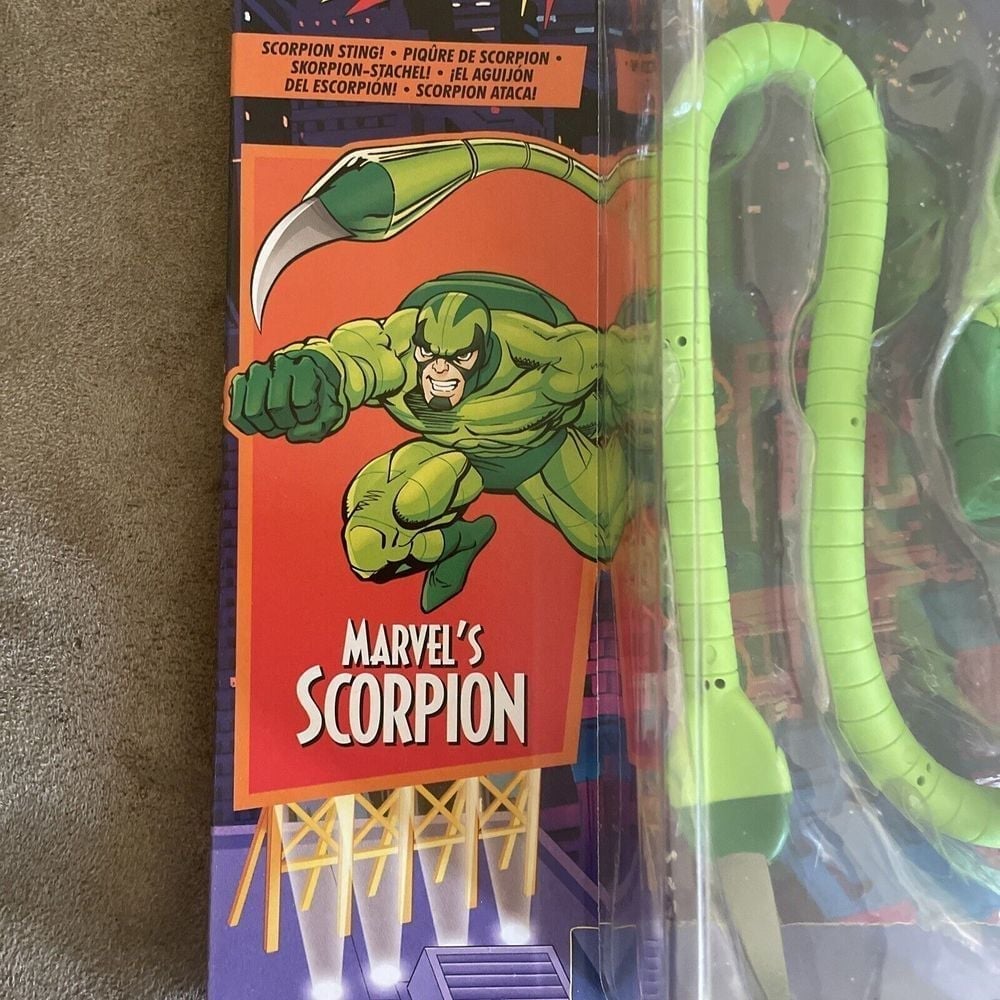 SCORPION STING! • PIQÛRE DE SCORPION •
SKORPION-STACHEL! • ¡EL AGUIJÓN
DEL ESCORPIÓN! • SCORPION ATACA!
MARVEL'S
SCORPION